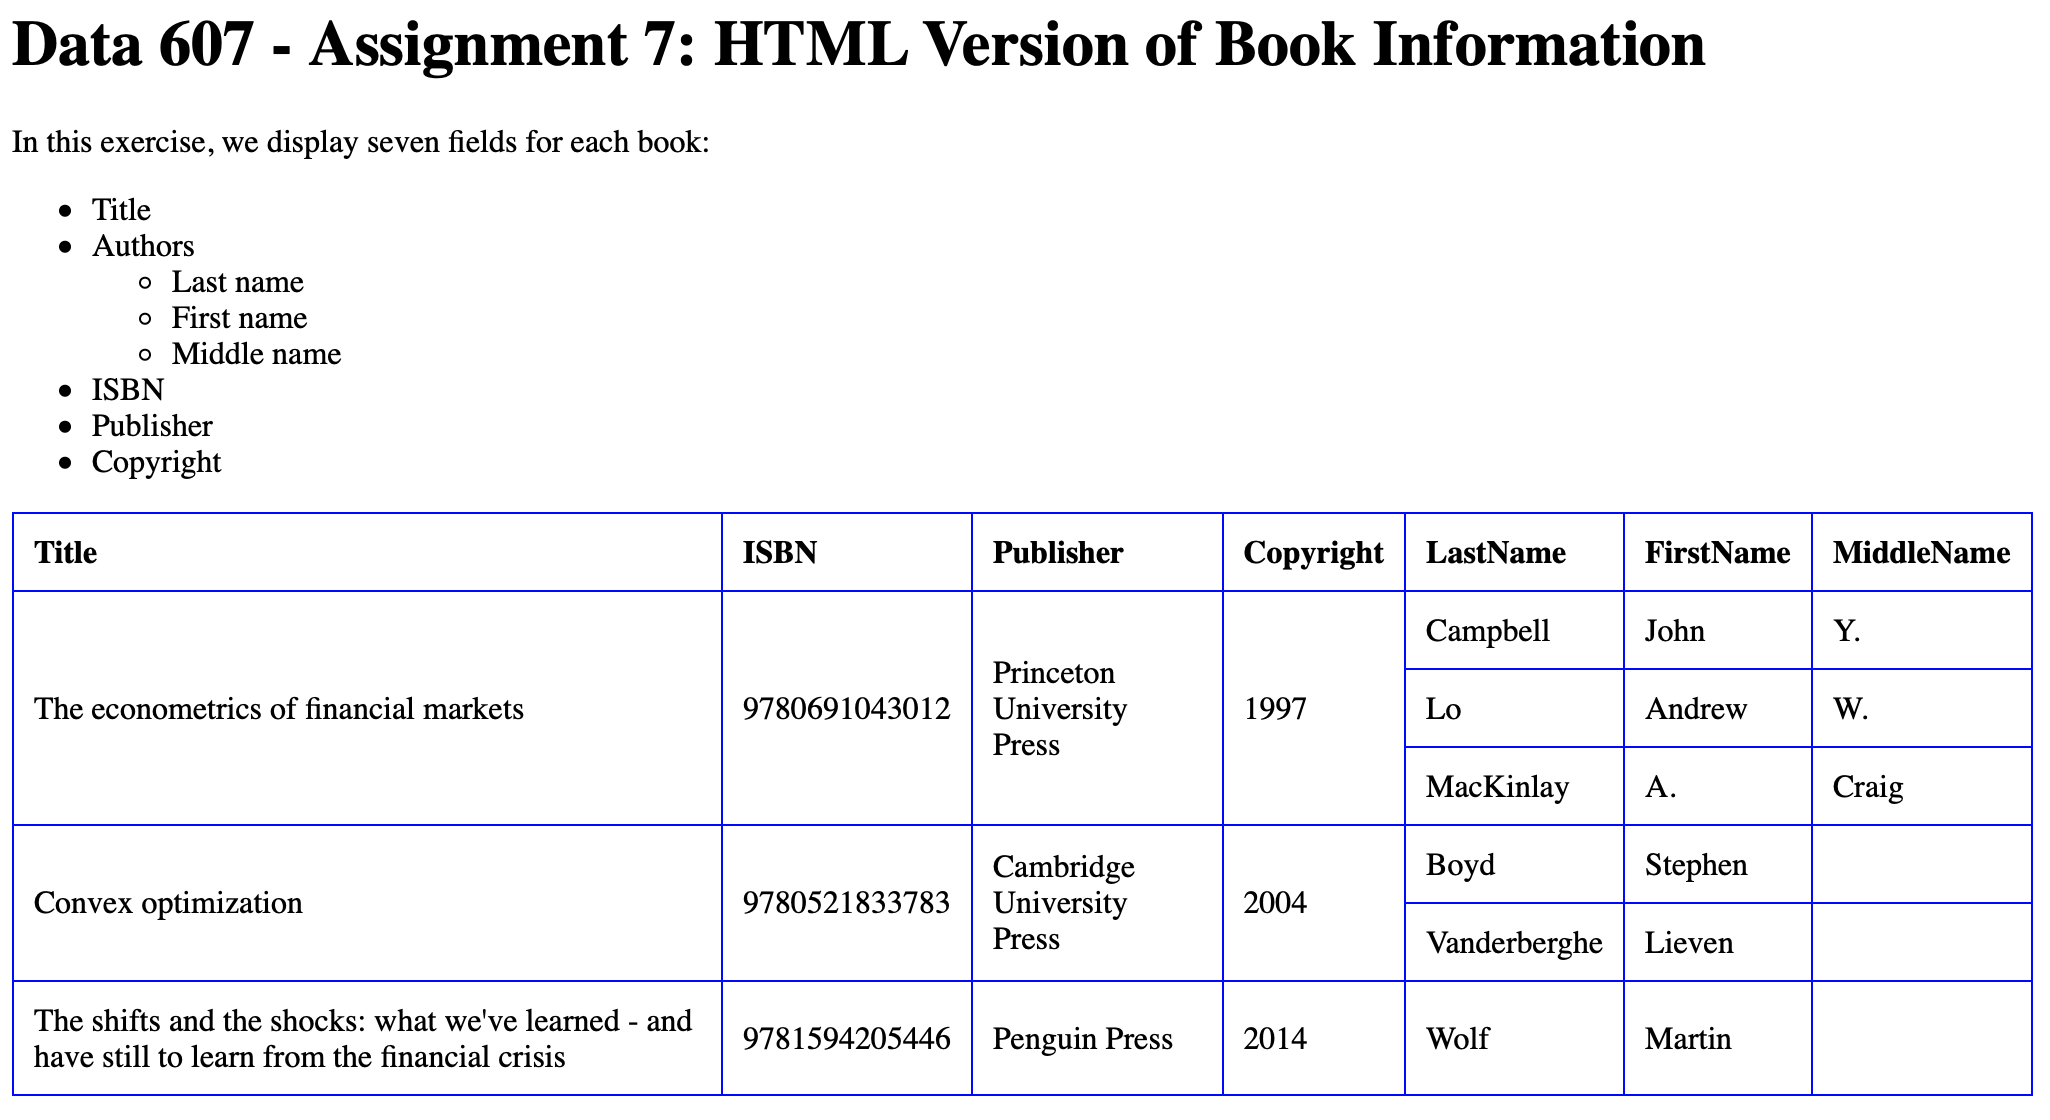 Data 607 - Assignment 7: HTML Version of Book Information
In this exercise, we display seven fields for each book:
Title
Authors
Last name
First name
Middle name
ISBN
Publisher
Copyright
Title ISBN Publisher Copyright LastName FirstName MiddleName
The econometrics of financial markets 9780691043012
Princeton
University
Press
1997
Campbell John Y.
Lo Andrew W.
MacKinlay A. Craig
Convex optimization 9780521833783
Cambridge
University
Press
2004
Boyd Stephen
Vanderberghe Lieven
The shifts and the shocks: what we've learned - and
have still to learn from the financial crisis
9781594205446 Penguin Press 2014 Wolf Martin